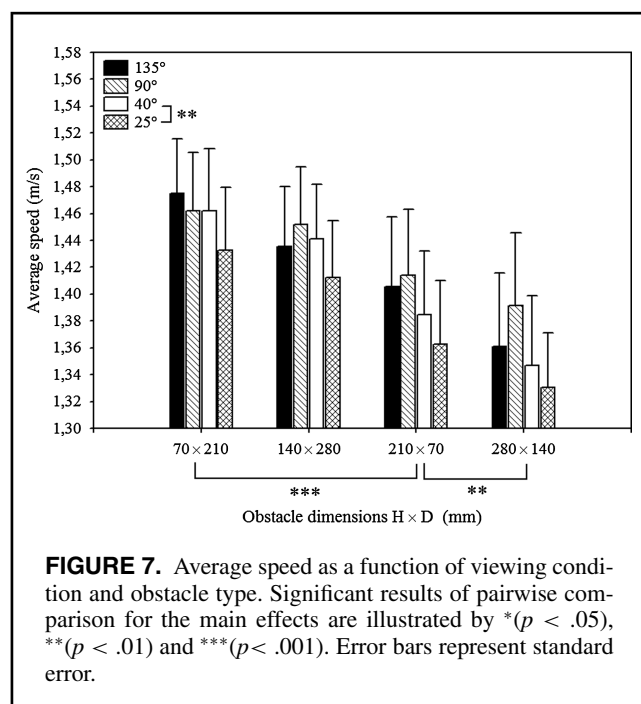 1,58
1,56
1,54
1,52
1,50
1,48
1,46
1,44
1,42
1,40
1,38
1,36
1,34
1,32
1,30
Average speed (m/s)
135°
90°
40°
25°
**
70 × 210 140 × 280 210 × 70 280 × 140
*** **
Obstacle dimensions H × D (mm)
FIGURE 7. Average speed as a function of viewing condi-
tion and obstacle type. Significant results of pairwise com-
parison for the main effects are illustrated by *(p < .05),
**(p < .01) and ***(p< .001). Error bars represent standard
error.